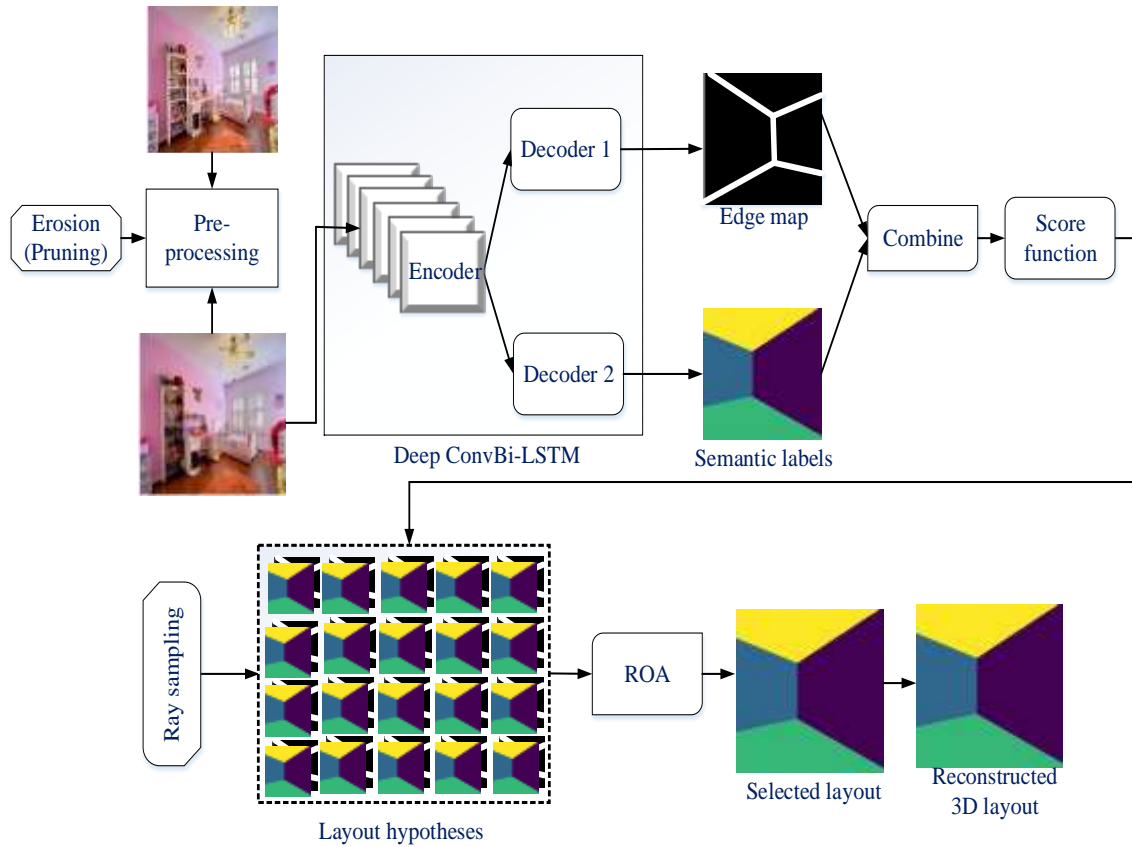 Erosion
(Pruning)
Pre-
processing
Encoder
Decoder 1
Decoder 2
Deep ConvBi-LSTM
Edge map
Semantic labels
Combine
Score
function
Ray sampling
Layout hypotheses
ROA
Selected layout
Reconstructed
3D layout